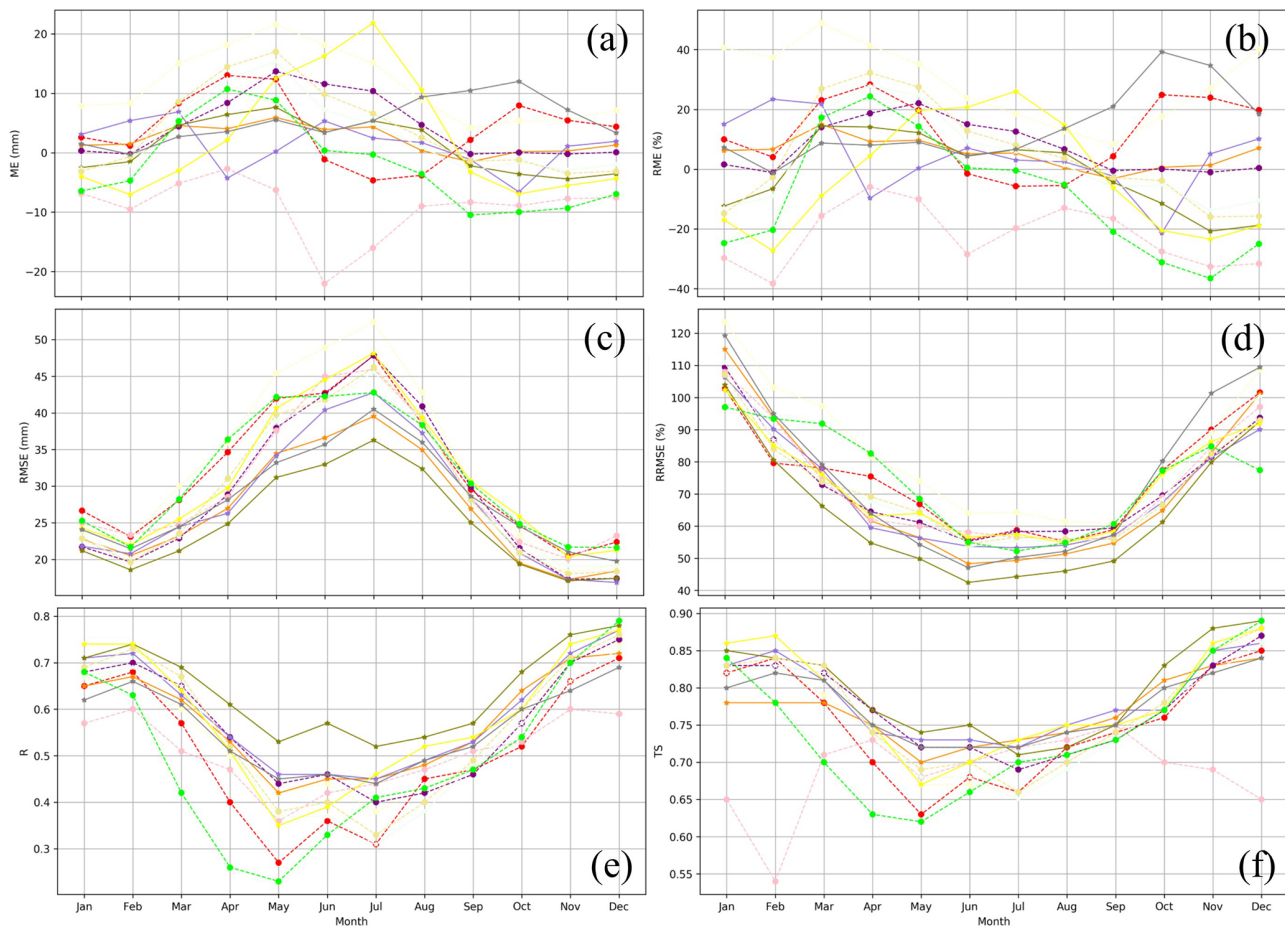 (a)
ME (mm)
20
10
0
−10
−20
(b)
RME (%)
40
20
0
−20
−40
(c)
RMSE (mm)
50
45
40
35
30
25
20
(d)
RRMSE (%)
120
110
100
90
80
70
60
50
40
(e)
R
0.8
0.7
0.6
0.5
0.4
0.3
Jan Feb Mar Apr May Jun Jul Aug Sep Oct Nov Dec
Month
(f)
TS
0.90
0.85
0.80
0.75
0.70
0.65
0.60
0.55
Jan Feb Mar Apr May Jun Jul Aug Sep Oct Nov Dec
Month